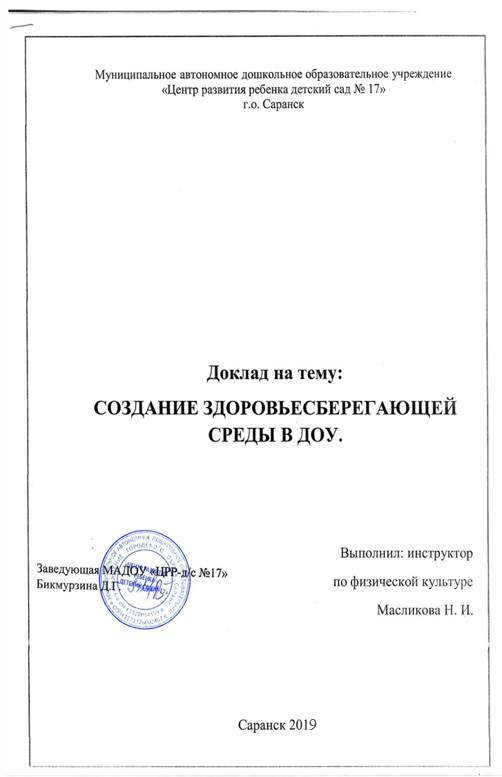 Муниципальное автономное дошкольное образовательное учреждение
«Центр развития ребенка детский сад № 17»
г.о. Саранск
Доклад на тему:
СОЗДАНИЕ ЗДОРОВЬЕСБЕРЕГАЮЩЕЙ
СРЕДЫ В ДОУ.
Выполнил: инструктор
по физической культуре
Масликова Н. И.
Заведующая МАДОУ «ЦРР-д/с №17»
Бикмурзина Д.Г.
Саранск 2019